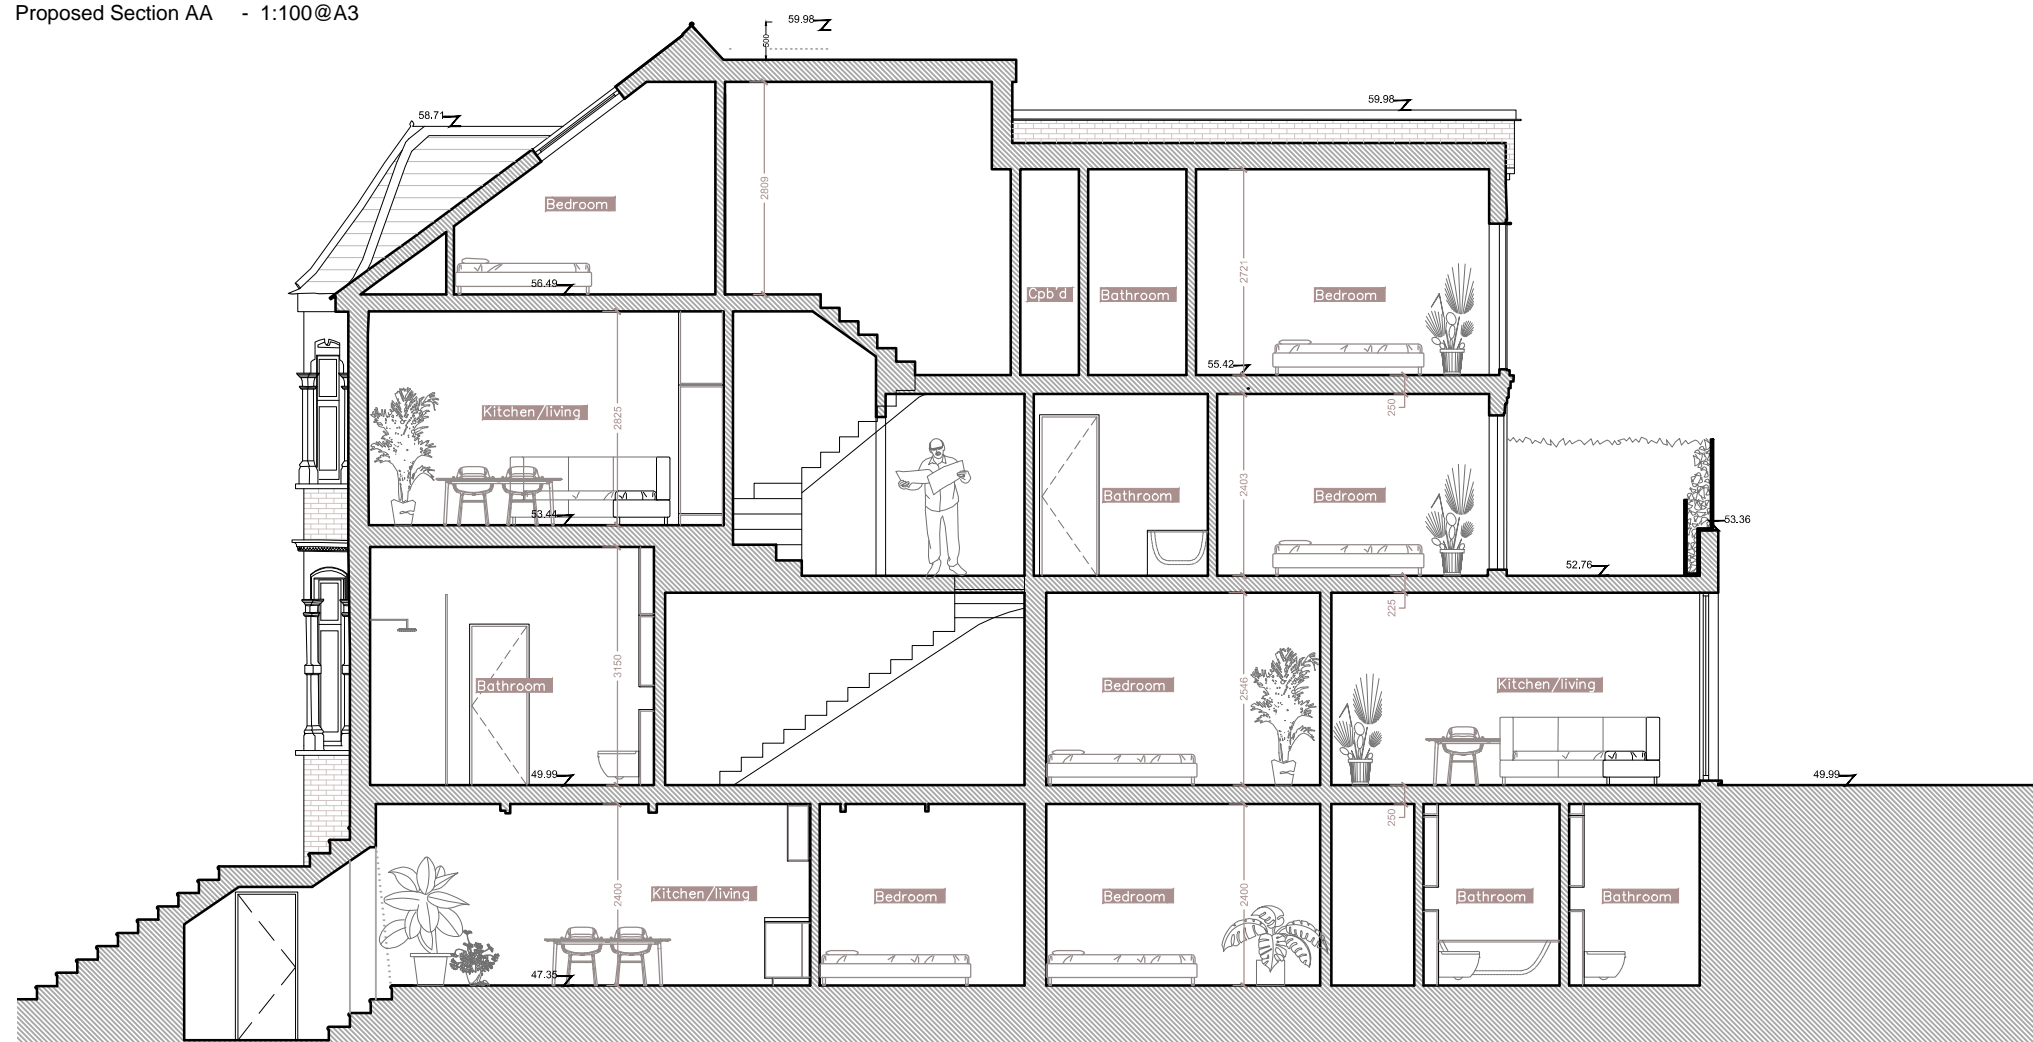 Proposed Section AA - 1:100@A3
59.98
500
59.98
58.71
2809
Bedroom
2721
56.49
Cpb'd
Bathroom
Bedroom
55.42
250
Kitchen/living
2825
2403
Bathroom
Bedroom
53.44
53.36
52.76
225
3150
Bathroom
Bedroom
2546
Kitchen/living
49.99
49.99
250
2400
Kitchen/living
Bedroom
Bedroom
2400
Bathroom
Bathroom
47.35